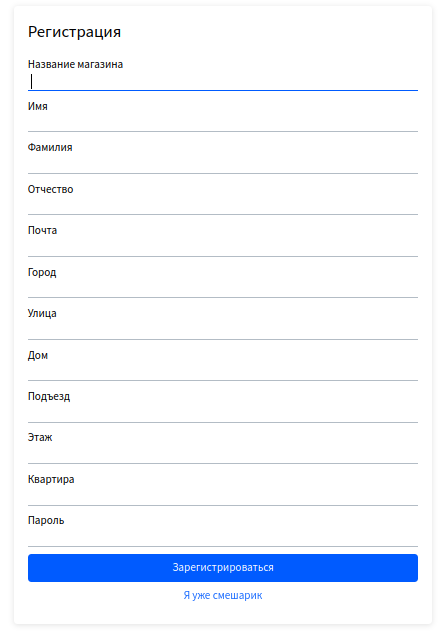 Регистрация
Название магазина
Имя
Фамилия
Отчество
Почта
Город
Улица
Дом
Подъезд
Этаж
Квартира
Пароль
Зарегистрироваться
Я уже смешарик